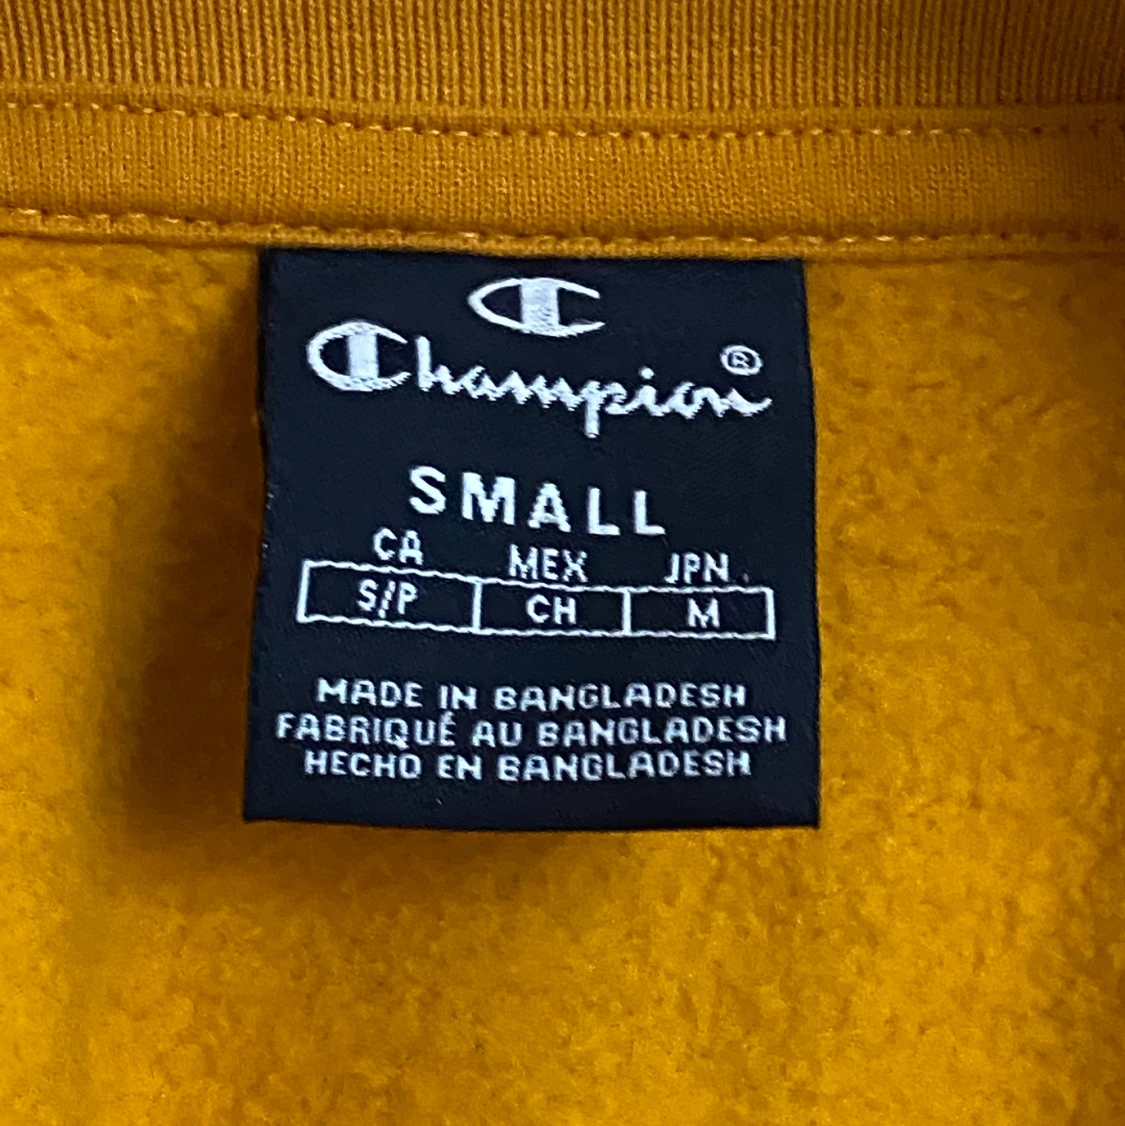 C
Champion®
SMALL
CA MEX JPN
S/P CH M
MADE IN BANGLADESH
FABRIQUÉ AU BANGLADESH
HECHO EN BANGLADESH